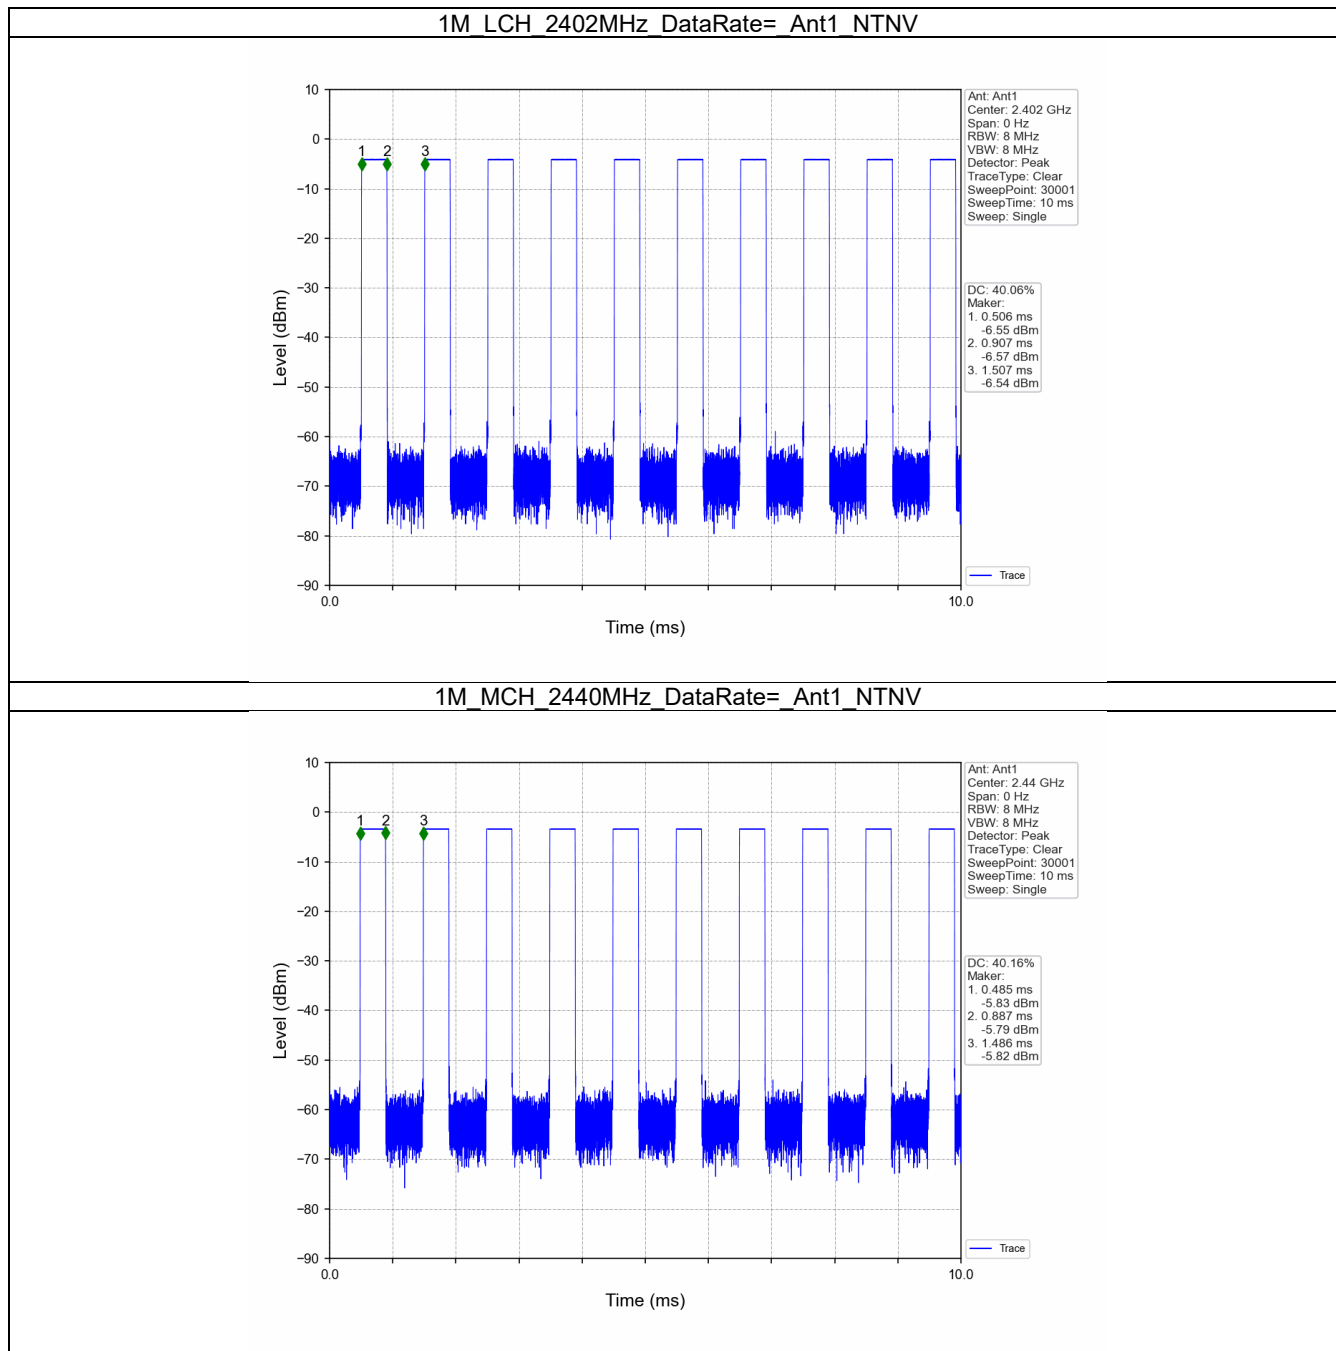 1M_LCH_2402MHz_DataRate=_Ant1_NTNV
10
0
−10
−20
−30
−40
−50
−60
−70
−80
−90
Level (dBm)
1 2 3
0.0 10.0
Time (ms)
Ant: Ant1
Center: 2.402 GHz
Span: 0 Hz
RBW: 8 MHz
VBW: 8 MHz
Detector: Peak
TraceType: Clear
SweepPoint: 30001
SweepTime: 10 ms
Sweep: Single
DC: 40.06%
Maker:
1. 0.506 ms
-6.55 dBm
2. 0.907 ms
-6.57 dBm
3. 1.507 ms
-6.54 dBm
Trace
1M_MCH_2440MHz_DataRate=_Ant1_NTNV
10
0
−10
−20
−30
−40
−50
−60
−70
−80
−90
Level (dBm)
1 2 3
0.0 10.0
Time (ms)
Ant: Ant1
Center: 2.44 GHz
Span: 0 Hz
RBW: 8 MHz
VBW: 8 MHz
Detector: Peak
TraceType: Clear
SweepPoint: 30001
SweepTime: 10 ms
Sweep: Single
DC: 40.16%
Maker:
1. 0.485 ms
-5.83 dBm
2. 0.887 ms
-5.79 dBm
3. 1.486 ms
-5.82 dBm
Trace